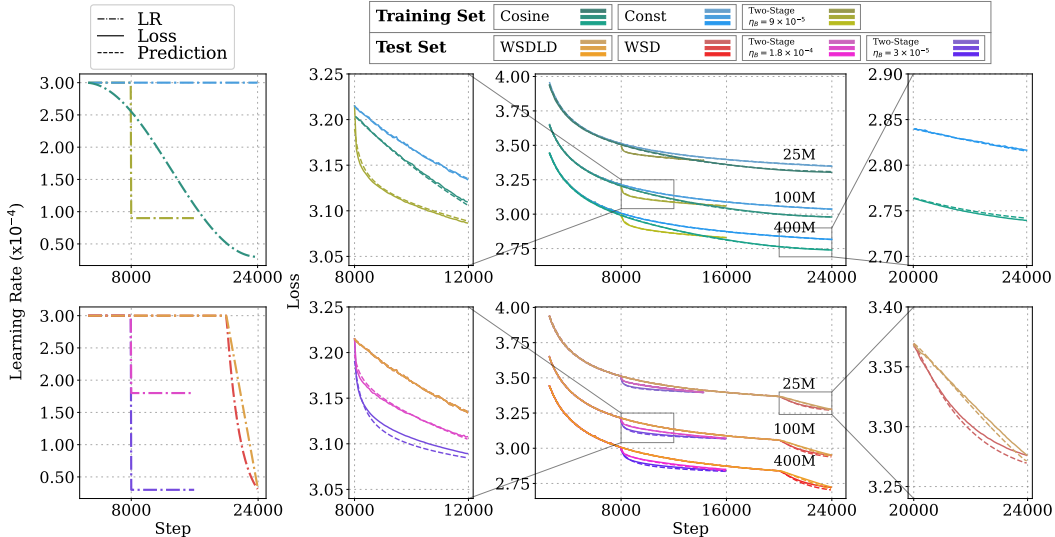 LR
Loss
Prediction
Training Set
Cosine
Const
Two-Stage
η_B = 9 × 10⁻⁵
Test Set
WSDLD
WSD
Two-Stage
η_B = 1.8 × 10⁻⁴
Two-Stage
η_B = 3 × 10⁻⁵
Learning Rate (x10⁻⁴)
3.00
2.50
2.00
1.50
1.00
0.50
8000
24000
Loss
3.25
3.20
3.15
3.10
3.05
8000
12000
4.00
3.75
3.50
3.25
3.00
2.75
25M
100M
400M
8000
16000
24000
2.90
2.85
2.80
2.75
2.70
20000
24000
3.00
2.50
2.00
1.50
1.00
0.50
8000
24000
Step
3.25
3.20
3.15
3.10
3.05
8000
12000
4.00
3.75
3.50
3.25
3.00
2.75
25M
100M
400M
8000
16000
24000
Step
3.40
3.35
3.30
3.25
20000
24000